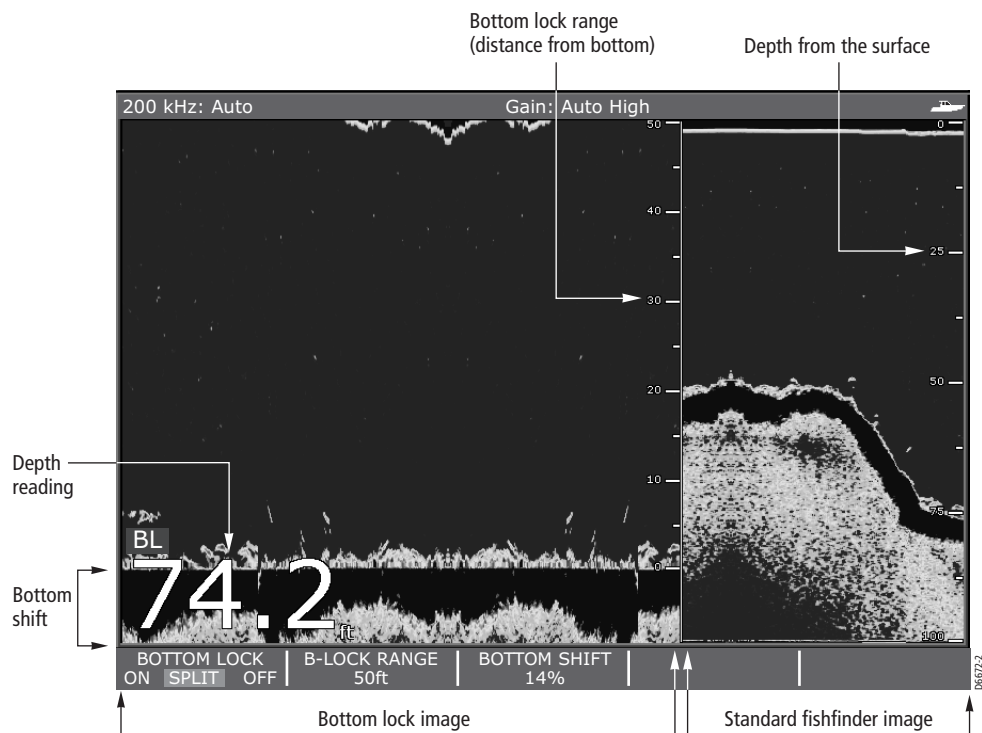 Bottom lock range
(distance from bottom)
Depth from the surface
200 kHz: Auto
Gain: Auto High
50
40
30
20
10
0
0
25
50
75
100
Depth
reading
BL
74.2 ft
Bottom
shift
BOTTOM LOCK
ON SPLIT OFF
B-LOCK RANGE
50ft
BOTTOM SHIFT
14%
D6672-2
Bottom lock image
Standard fishfinder image